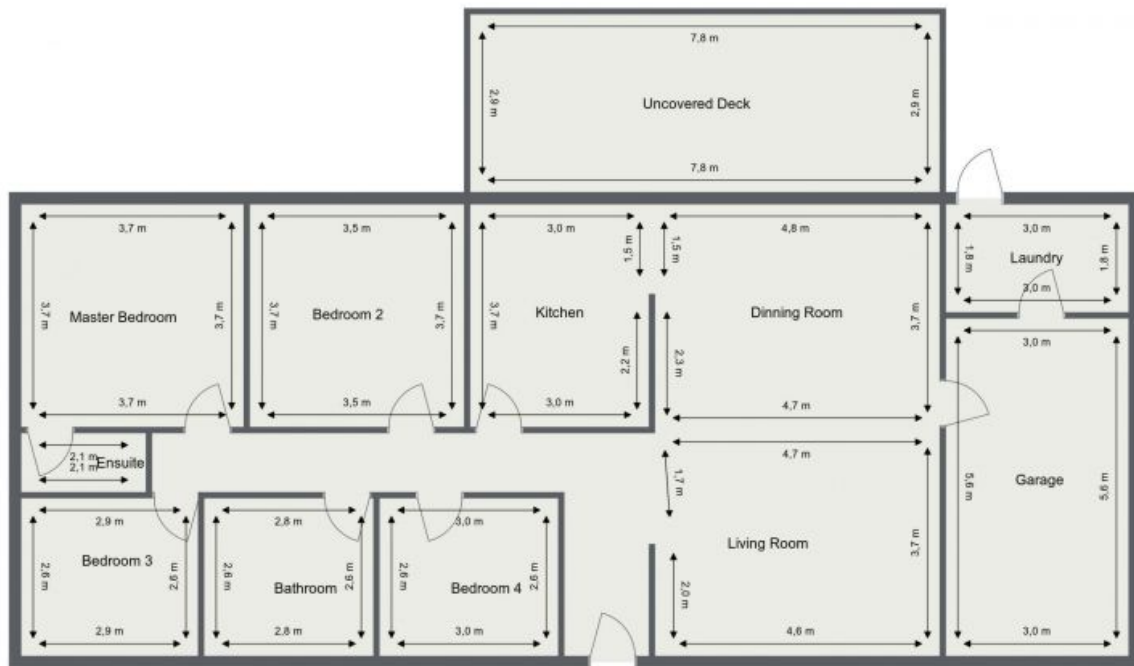 7,8 m
2,9 m
Uncovered Deck
2,9 m
7,8 m
3,7 m
3,7 m
Master Bedroom
3,7 m
3,7 m
3,5 m
3,7 m
Bedroom 2
3,7 m
3,5 m
3,0 m
1,5 m
3,7 m
Kitchen
2,2 m
3,0 m
4,8 m
1,5 m
Dinning Room
3,7 m
2,3 m
4,7 m
3,0 m
1,8 m
Laundry
1,8 m
3,0 m
2,1 m
Ensuite
2,1 m
4,7 m
1,7 m
Living Room
3,7 m
2,0 m
4,6 m
3,0 m
5,6 m
Garage
5,6 m
3,0 m
2,9 m
Bedroom 3
2,6 m
2,6 m
2,9 m
2,8 m
2,6 m
Bathroom
2,6 m
2,8 m
3,0 m
2,6 m
Bedroom 4
2,6 m
3,0 m